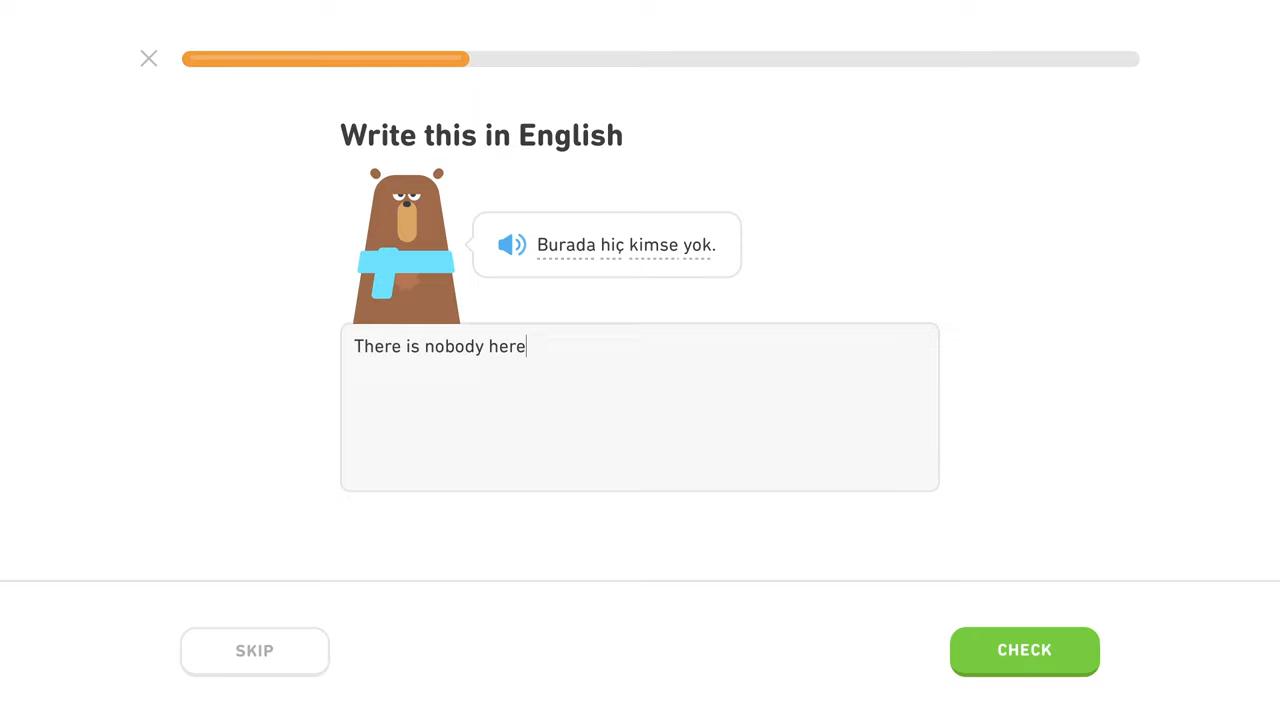 Write this in English
Burada hiç kimse yok.
There is nobody here
SKIP
CHECK